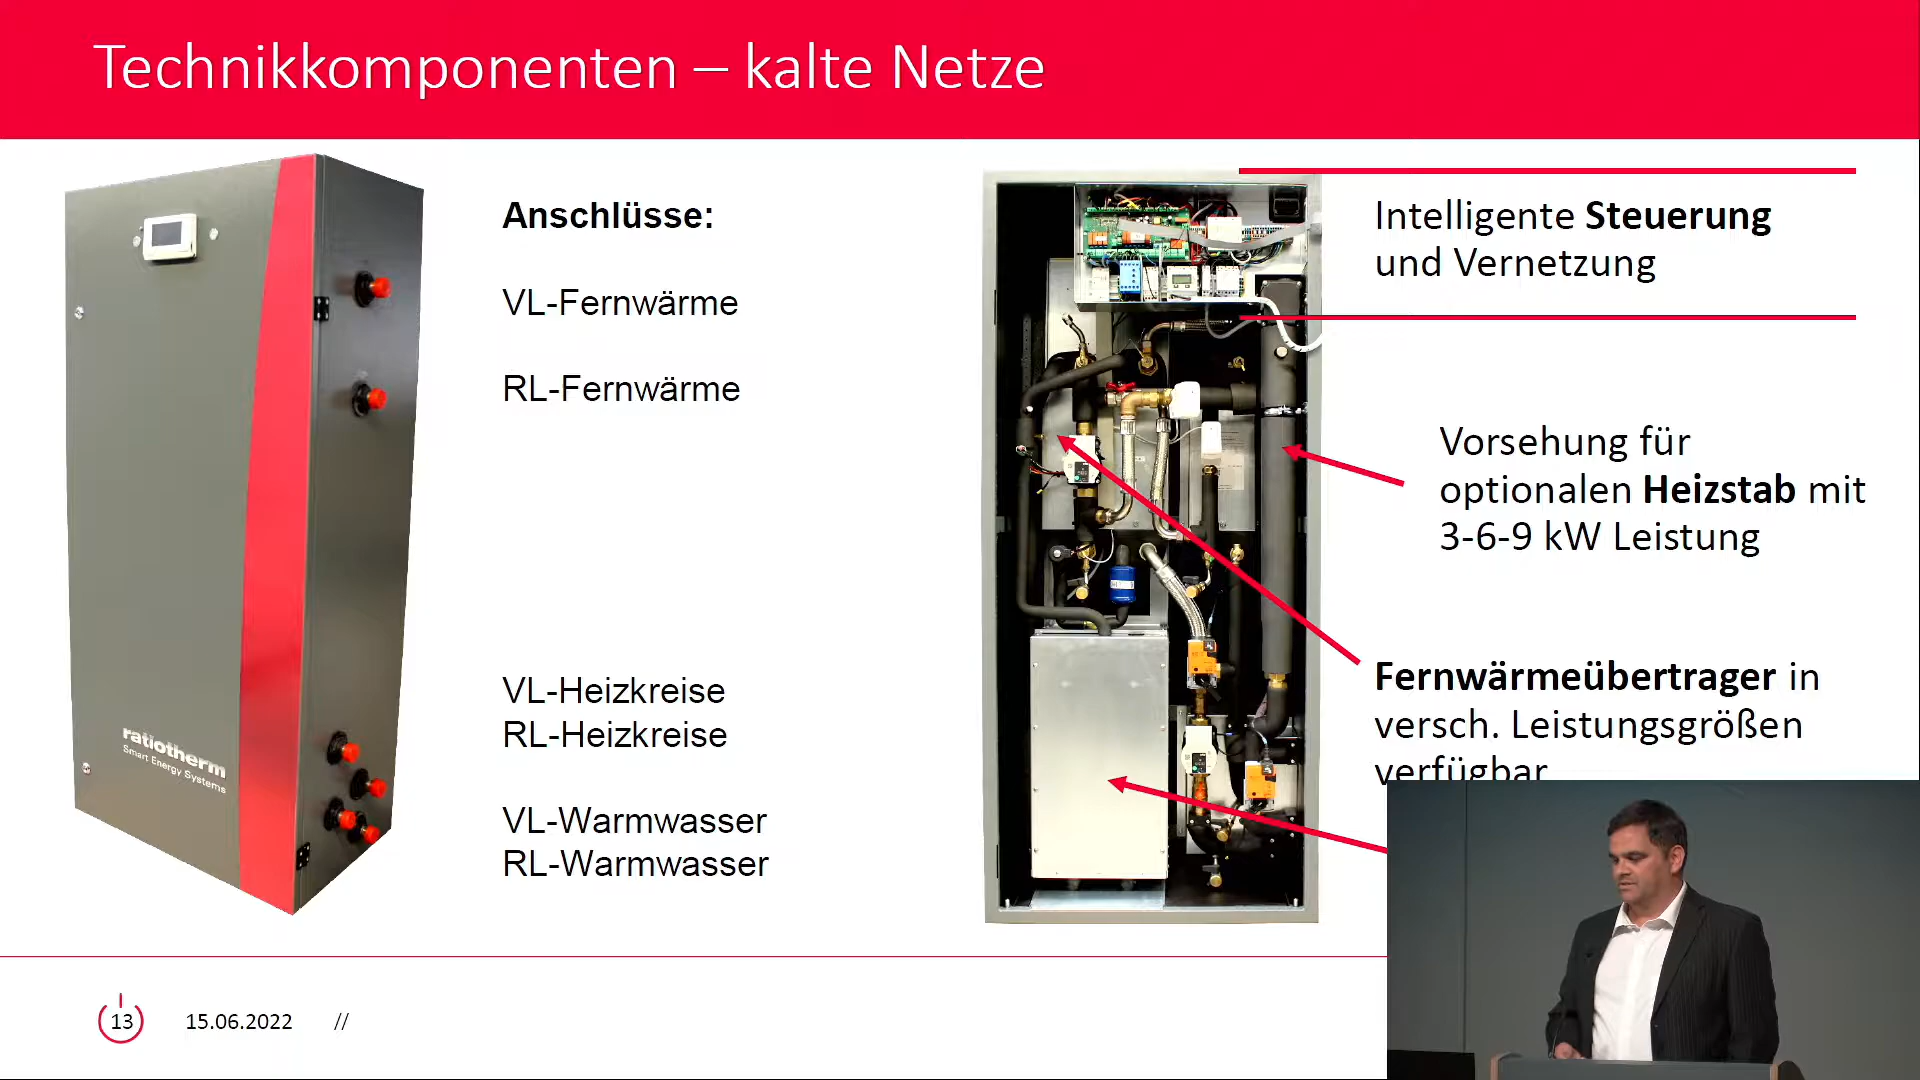 Technikkomponenten – kalte Netze
Anschlüsse:
VL-Fernwärme
RL-Fernwärme
VL-Heizkreise
RL-Heizkreise
VL-Warmwasser
RL-Warmwasser
ratiotherm
Smart Energy Systems
Intelligente Steuerung
und Vernetzung
Vorsehung für
optionalen Heizstab mit
3-6-9 kW Leistung
Fernwärmeübertrager in
versch. Leistungsgrößen
verfügbar
13
15.06.2022
//